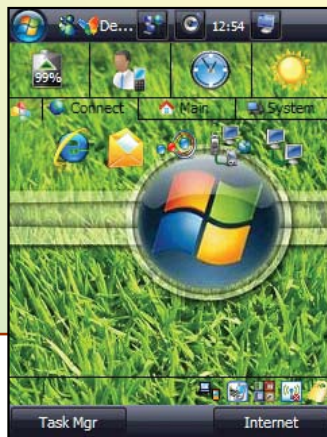 De... 12:54
99%
Connect Main System
Task Mgr Internet